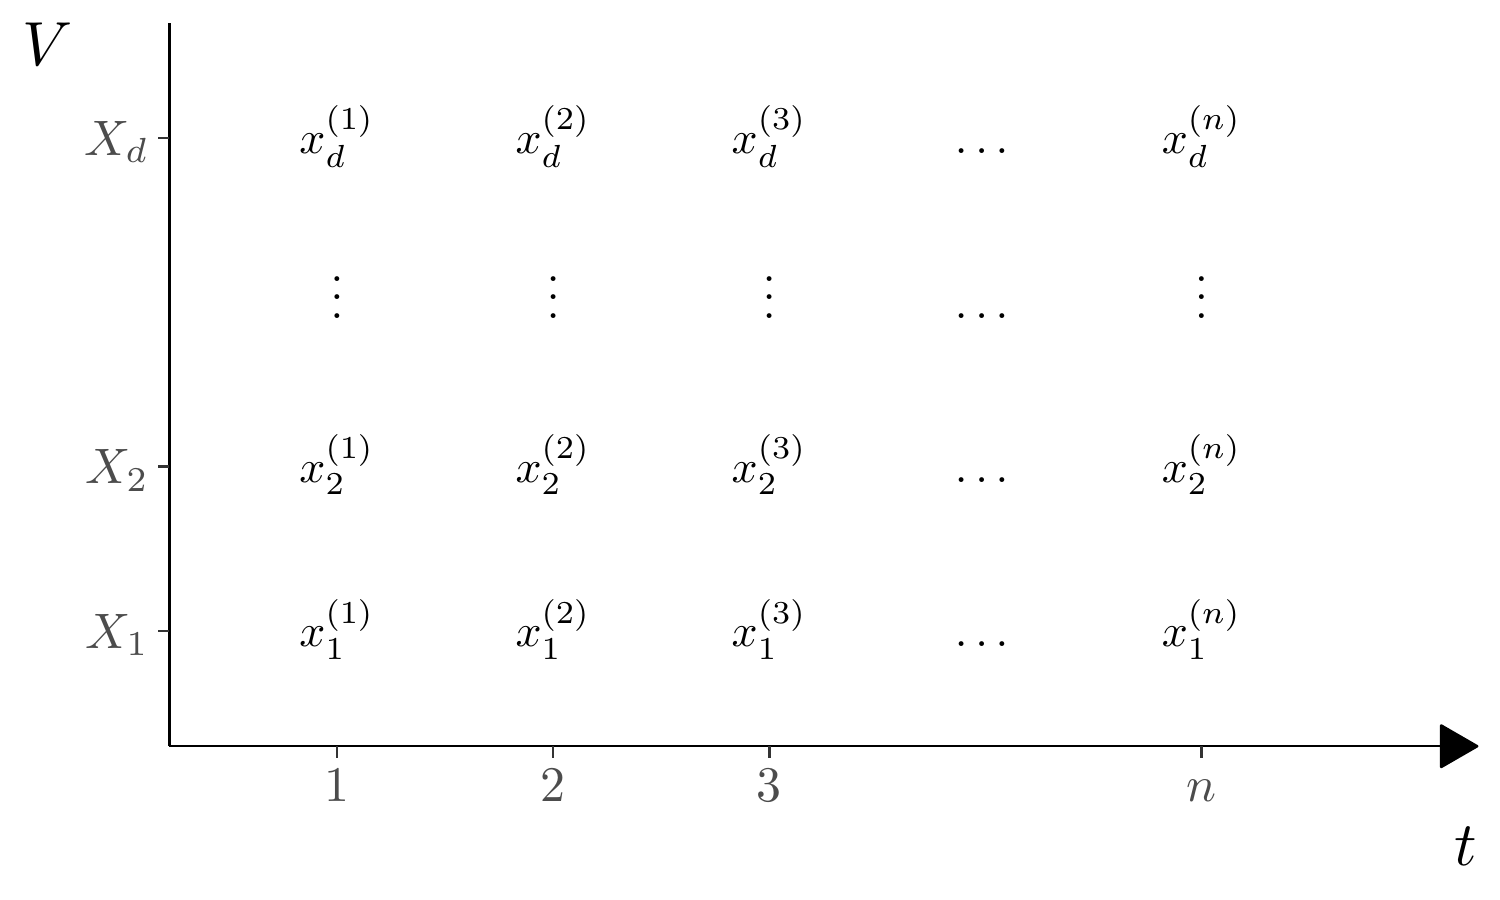 V
X_d x_d^{(1)} x_d^{(2)} x_d^{(3)} … x_d^{(n)}
⋮ ⋮ ⋮ … ⋮
X_2 x_2^{(1)} x_2^{(2)} x_2^{(3)} … x_2^{(n)}
X_1 x_1^{(1)} x_1^{(2)} x_1^{(3)} … x_1^{(n)}
1 2 3 n
t